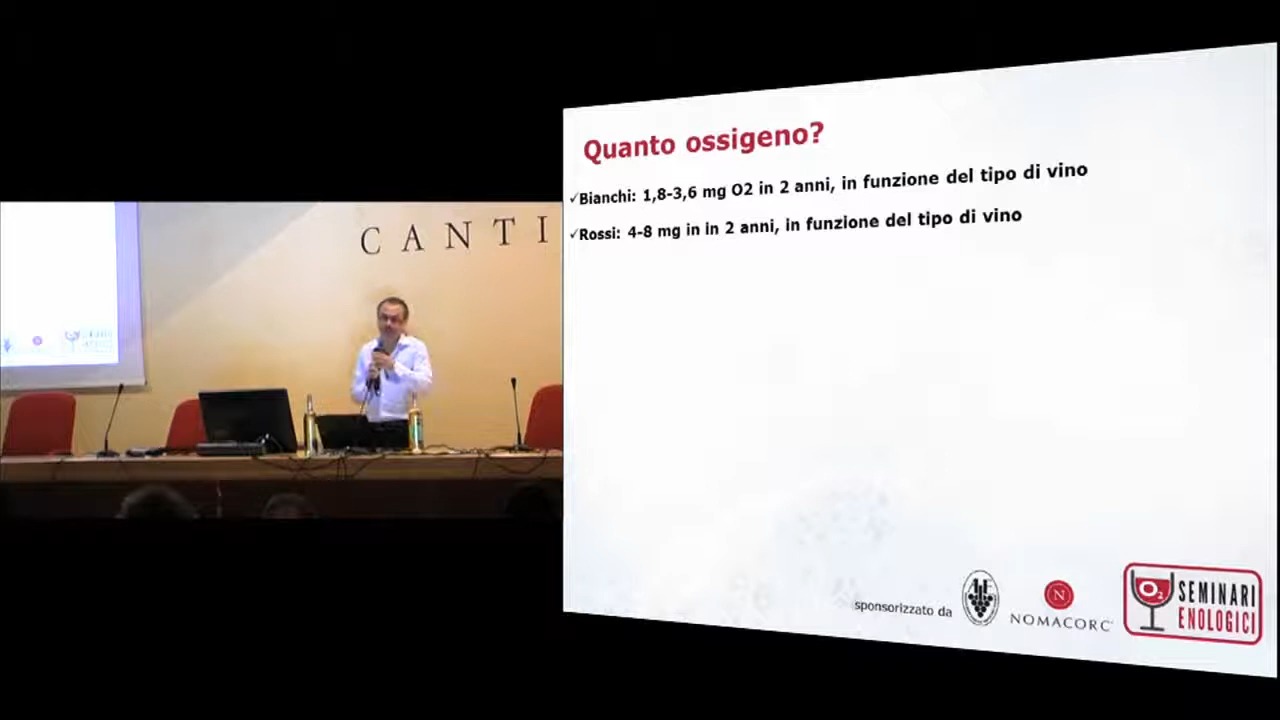 CANTI
Quanto ossigeno?
✓Bianchi: 1,8-3,6 mg O2 in 2 anni, in funzione del tipo di vino
✓Rossi: 4-8 mg in in 2 anni, in funzione del tipo di vino
sponsorizzato da
N
NOMACORC
O2
SEMINARI
ENOLOGICI